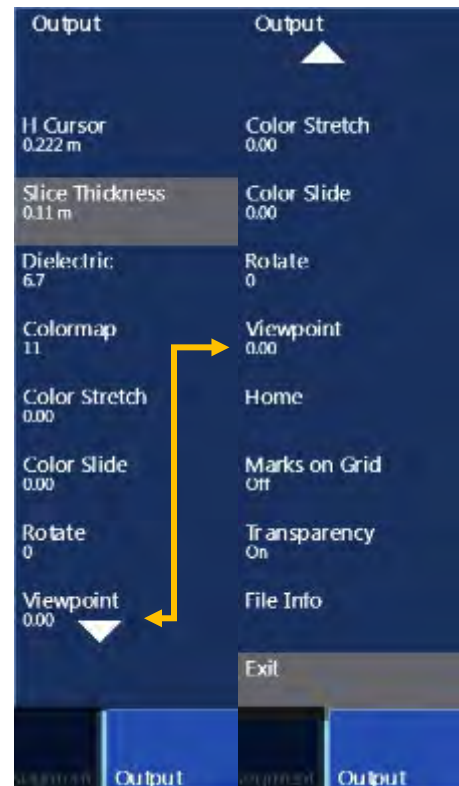 Output
H Cursor
0.222 m
Slice Thickness
0.11 m
Dielectric
6.7
Colormap
11
Color Stretch
0.00
Color Slide
0.00
Rotate
0
Viewpoint
0.00
Output
Output
Color Stretch
0.00
Color Slide
0.00
Rotate
0
Viewpoint
0.00
Home
Marks on Grid
Off
Transparency
On
File Info
Exit
Output